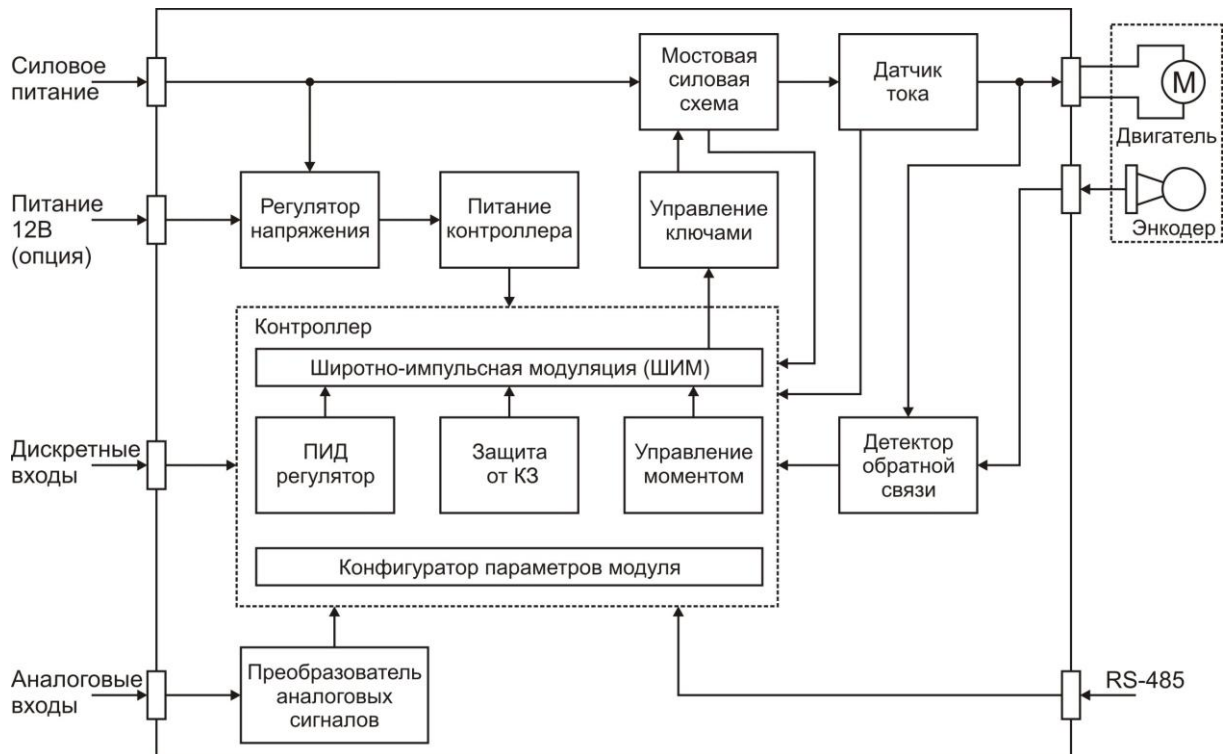 Силовое
питание
Мостовая
силовая
схема
Датчик
тока
М
Двигатель
Питание
12В
(опция)
Регулятор
напряжения
Питание
контроллера
Управление
ключами
Энкодер
Контроллер
Широтно-импульсная модуляция (ШИМ)
Дискретные
входы
ПИД
регулятор
Защита
от КЗ
Управление
моментом
Детектор
обратной
связи
Конфигуратор параметров модуля
Аналоговые
входы
Преобразователь
аналоговых
сигналов
RS-485